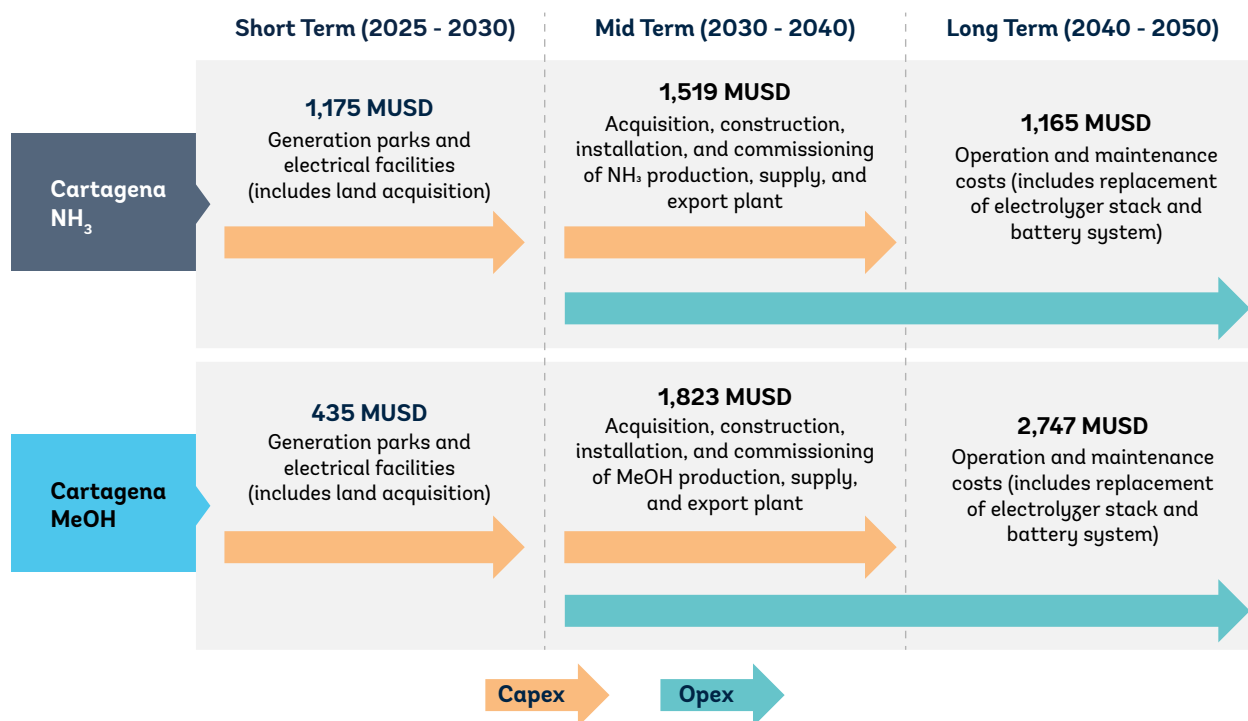 Short Term (2025 - 2030)
Mid Term (2030 - 2040)
Long Term (2040 - 2050)
Cartagena
NH₃
1,175 MUSD
Generation parks and
electrical facilities
(includes land acquisition)
1,519 MUSD
Acquisition, construction,
installation, and commissioning
of NH₃ production, supply, and
export plant
1,165 MUSD
Operation and maintenance
costs (includes replacement
of electrolyzer stack and
battery system)
Cartagena
MeOH
435 MUSD
Generation parks and
electrical facilities
(includes land acquisition)
1,823 MUSD
Acquisition, construction,
installation, and commissioning
of MeOH production, supply,
and export plant
2,747 MUSD
Operation and maintenance
costs (includes replacement
of electrolyzer stack and
battery system)
Capex
Opex